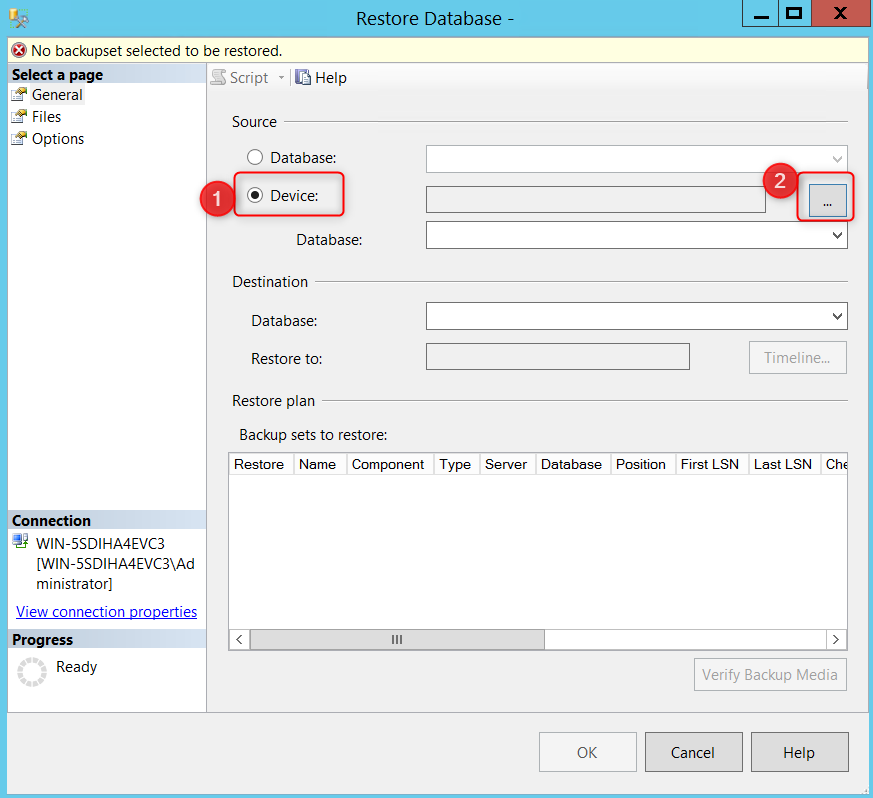 Restore Database -
No backupset selected to be restored.
Select a page
General
Files
Options
Script
Help
Source
Database:
1
Device:
2
...
Database:
Destination
Database:
Restore to:
Timeline...
Restore plan
Backup sets to restore:
Restore Name Component Type Server Database Position First LSN Last LSN Che
Connection
WIN-5SDIHA4EVC3
[WIN-5SDIHA4EVC3\Ad
ministrator]
View connection properties
Progress
Ready
Verify Backup Media
OK Cancel Help